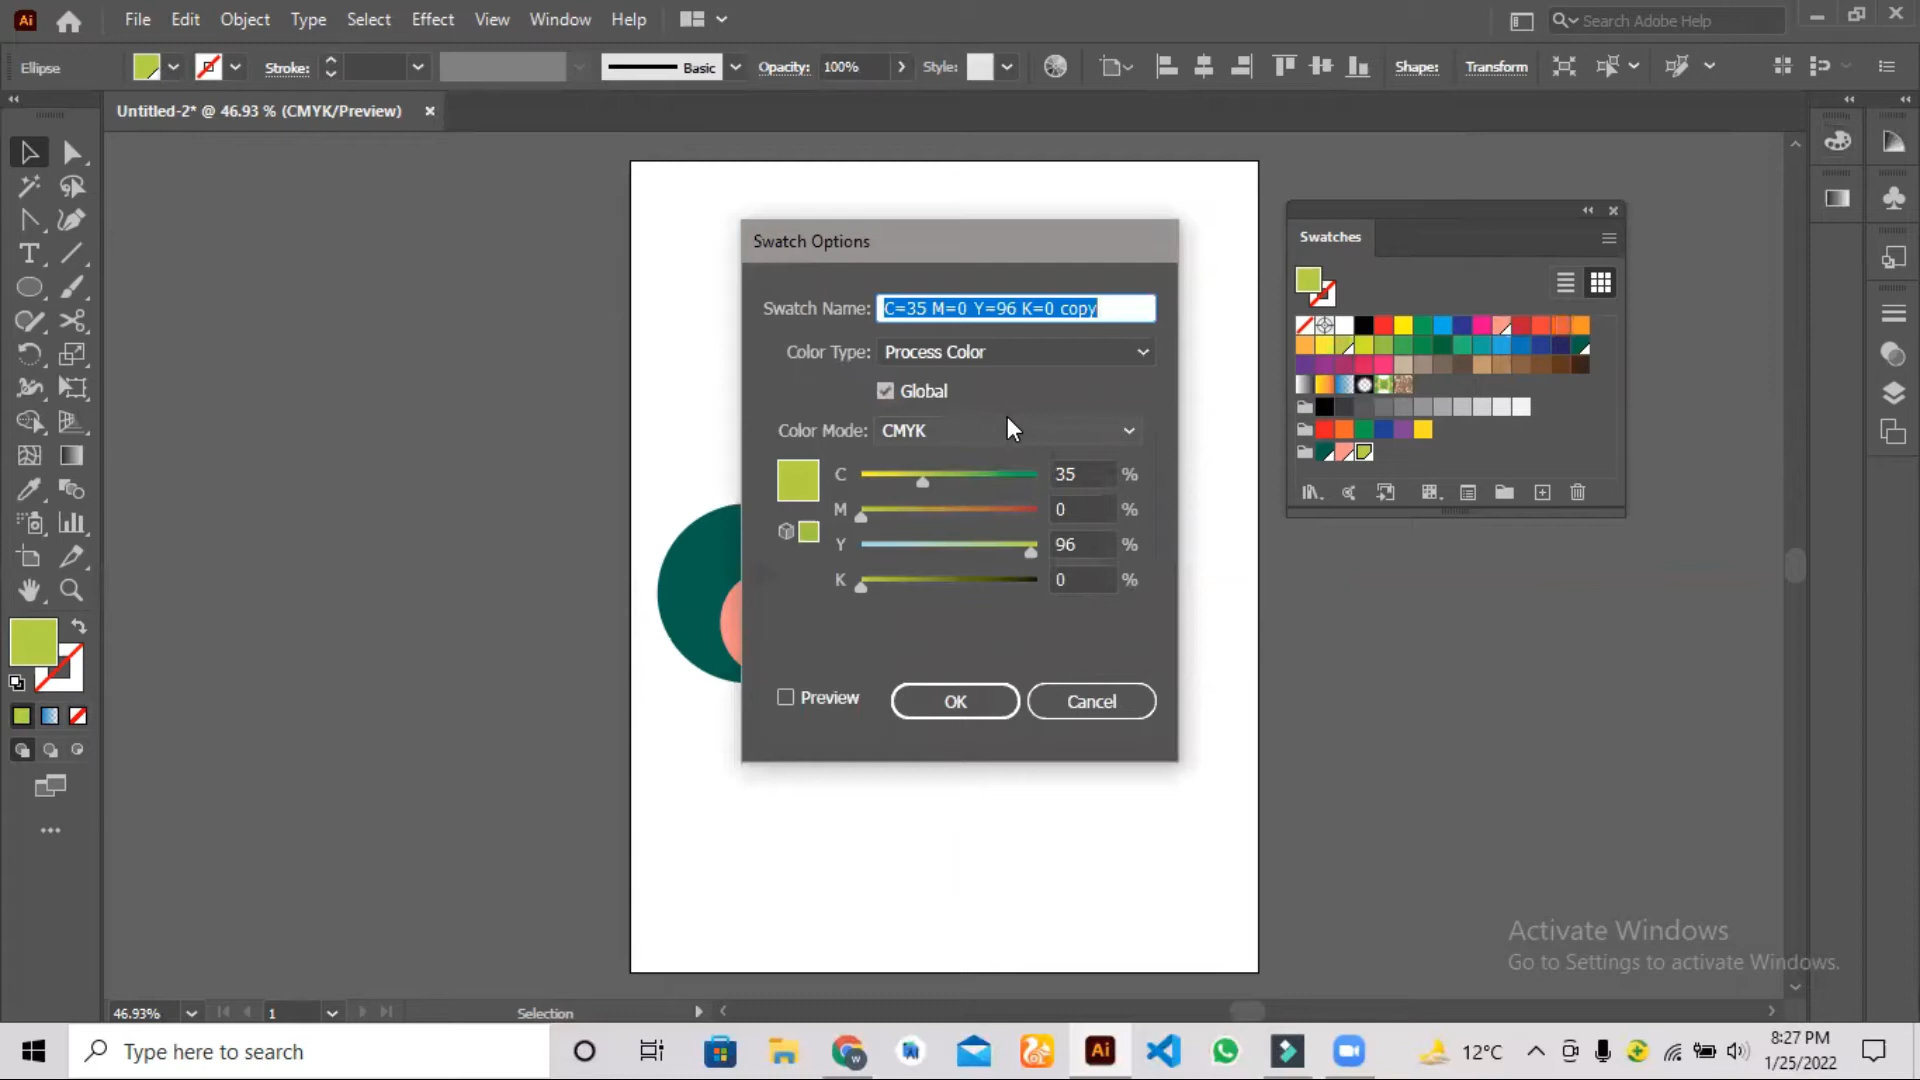 Ai File Edit Object Type Select Effect View Window Help Search Adobe Help
Ellipse Stroke: Basic Opacity: 100% Style: Shape: Transform
Untitled-2* @ 46.93 % (CMYK/Preview) ×
Swatches
Swatch Options
Swatch Name: C=35 M=0 Y=96 K=0 copy
Color Type: Process Color
Global
Color Mode: CMYK
C 35 %
M 0 %
Y 96 %
K 0 %
Preview OK Cancel
Activate Windows
Go to Settings to activate Windows.
46.93% 1 Selection
Type here to search Ai 12°C 8:27 PM
1/25/2022